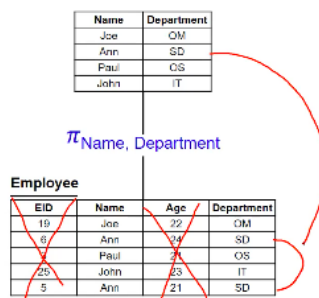 Name Department
Joe OM
Ann SD
Paul OS
John IT
πName, Department
Employee
EID Name Age Department
19 Joe 22 OM
6 Ann 24 SD
Paul OS
25 John 23 IT
5 Ann 21 SD